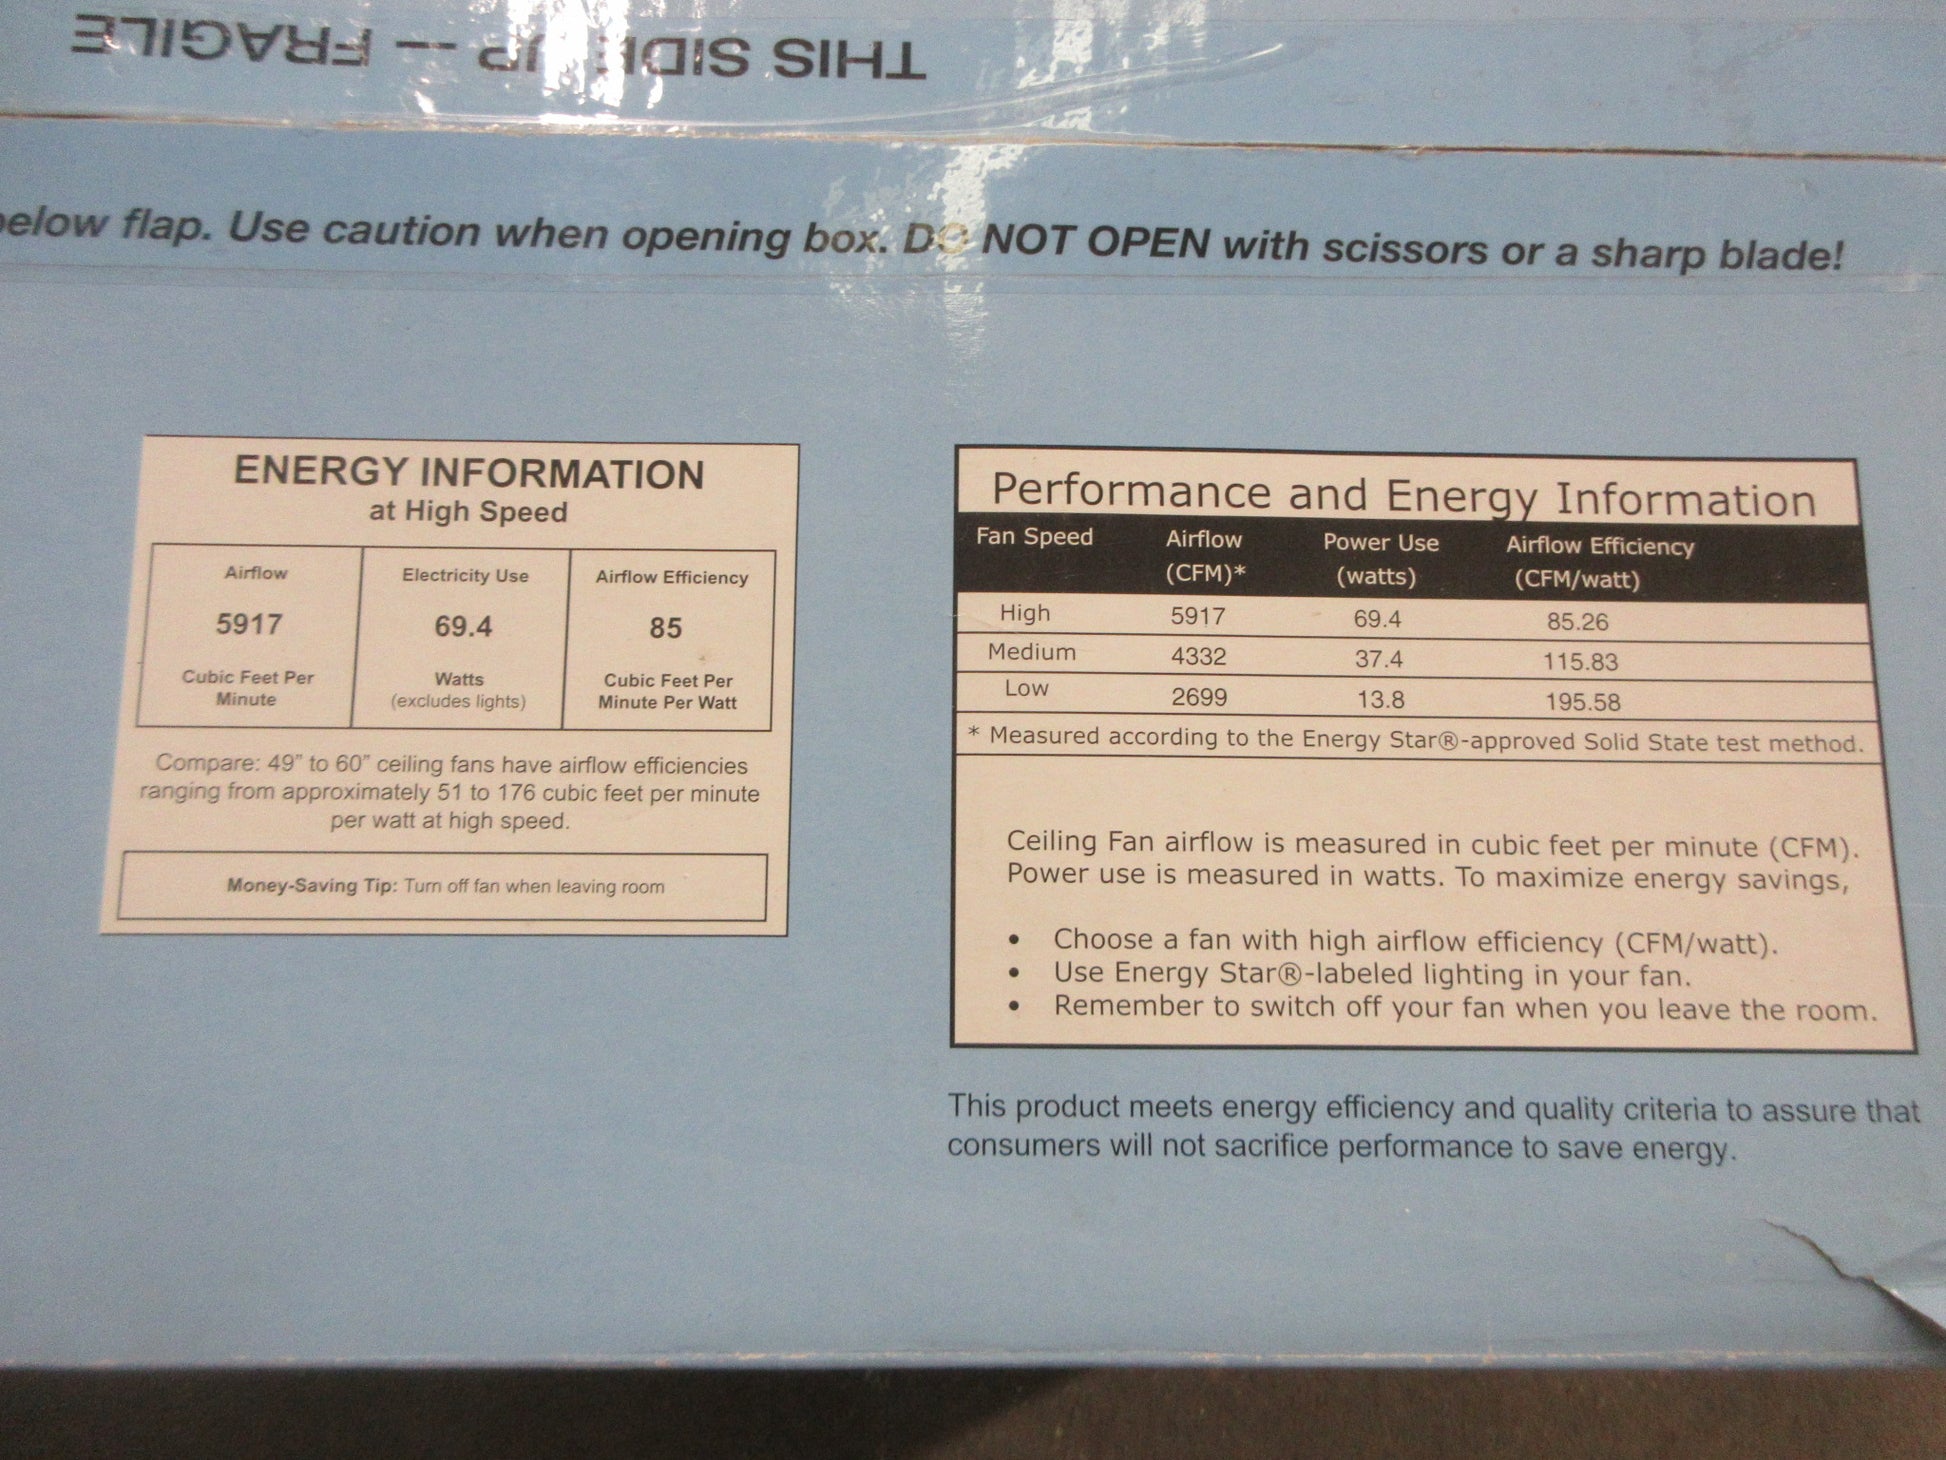 THIS SIDE UP — FRAGILE
below flap. Use caution when opening box. DO NOT OPEN with scissors or a sharp blade!
ENERGY INFORMATION
at High Speed
Airflow Electricity Use Airflow Efficiency
5917 69.4 85
Cubic Feet Per Watts Cubic Feet Per
Minute (excludes lights) Minute Per Watt
Compare: 49" to 60" ceiling fans have airflow efficiencies
ranging from approximately 51 to 176 cubic feet per minute
per watt at high speed.
Money-Saving Tip: Turn off fan when leaving room
Performance and Energy Information
Fan Speed Airflow Power Use Airflow Efficiency
(CFM)* (watts) (CFM/watt)
High 5917 69.4 85.26
Medium 4332 37.4 115.83
Low 2699 13.8 195.58
* Measured according to the Energy Star®-approved Solid State test method.
Ceiling Fan airflow is measured in cubic feet per minute (CFM).
Power use is measured in watts. To maximize energy savings,
• Choose a fan with high airflow efficiency (CFM/watt).
• Use Energy Star®-labeled lighting in your fan.
• Remember to switch off your fan when you leave the room.
This product meets energy efficiency and quality criteria to assure that
consumers will not sacrifice performance to save energy.